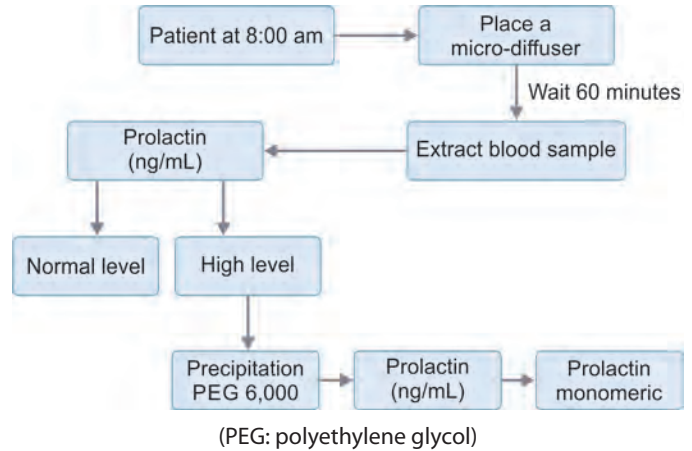 Patient at 8:00 am
Place a
micro-diffuser
Wait 60 minutes
Extract blood sample
Prolactin
(ng/mL)
Normal level
High level
Precipitation
PEG 6,000
Prolactin
(ng/mL)
Prolactin
monomeric
(PEG: polyethylene glycol)